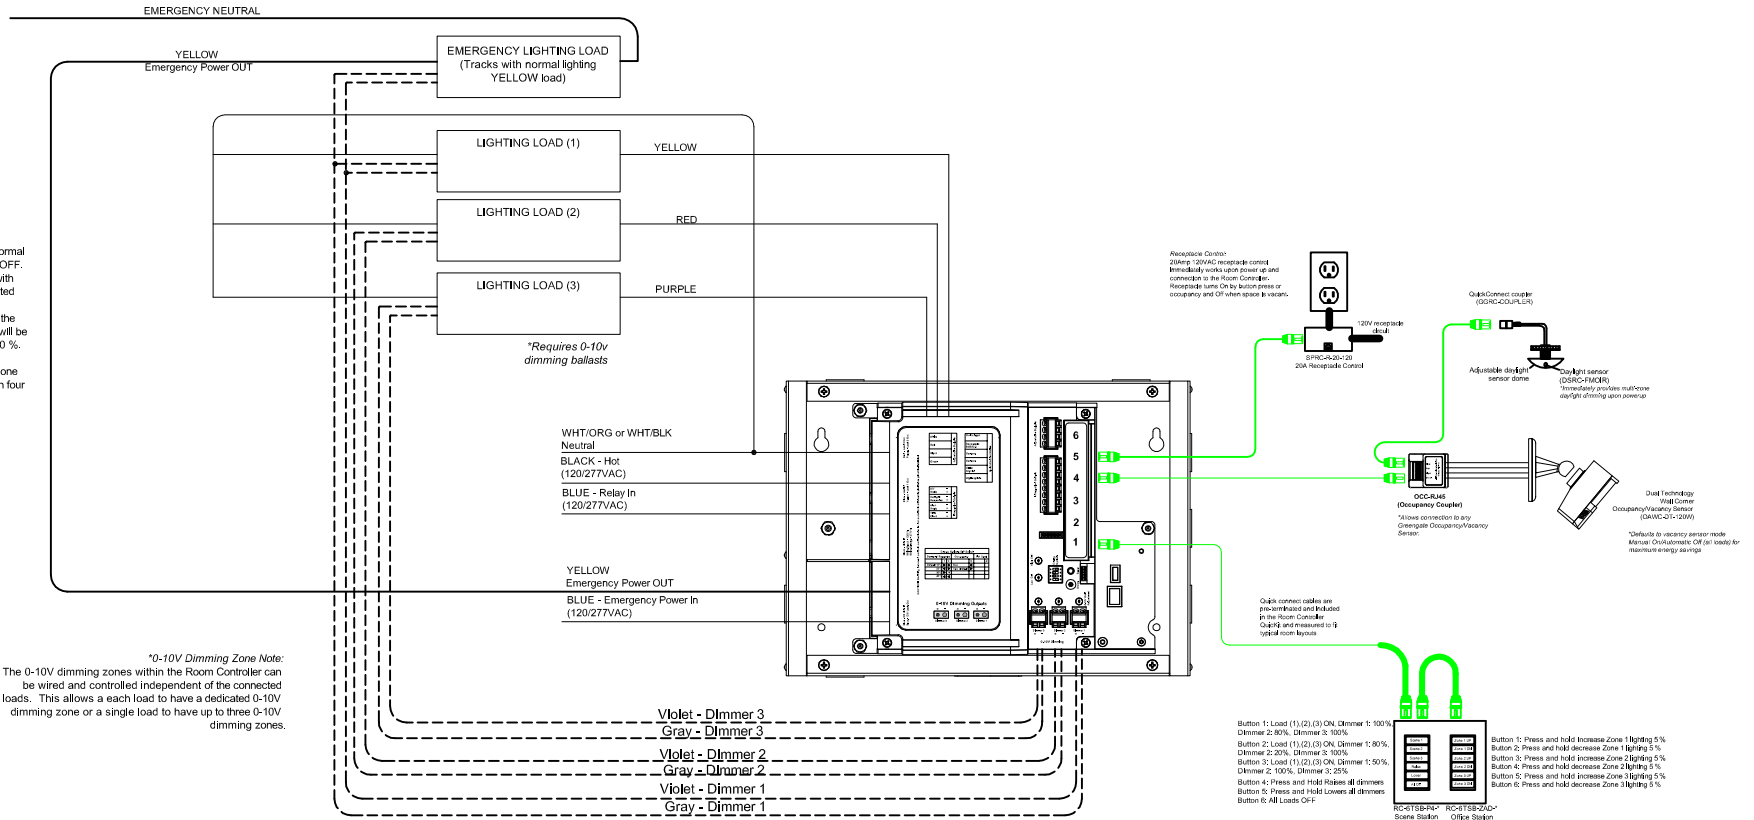 EMERGENCY NEUTRAL
YELLOW
Emergency Power OUT
EMERGENCY LIGHTING LOAD
(Tracks with normal lighting
YELLOW load)
LIGHTING LOAD (1)
YELLOW
LIGHTING LOAD (2)
RED
LIGHTING LOAD (3)
PURPLE
*Requires 0-10v
dimming ballasts
OFF.
with
the
will be
0 %.
one
four
WHT/ORG or WHT/BLK
Neutral
BLACK - Hot
(120/277VAC)
BLUE - Relay In
(120/277VAC)
YELLOW
Emergency Power OUT
BLUE - Emergency Power In
(120/277VAC)
6
5
4
3
2
1
0-10V Dimming Outputs
*0-10V Dimming Zone Note:
The 0-10V dimming zones within the Room Controller can
be wired and controlled independent of the connected
loads. This allows a each load to have a dedicated 0-10V
dimming zone or a single load to have up to three 0-10V
dimming zones.
Violet - Dimmer 3
Gray - Dimmer 3
Violet - Dimmer 2
Gray - Dimmer 2
Violet - Dimmer 1
Gray - Dimmer 1
Receptacle Control:
20Amp 120VAC receptacle control
Immediately works upon power up and
connection to the Room Controller.
Receptacle turns On by button press or
occupancy and Off when space is vacant.
120V receptacle
circuit
SPRC-R-20-120
20A Receptacle Control
QuickConnect coupler
(GGRC-COUPLER)
Adjustable daylight
sensor dome
Daylight sensor
(DSRC-FMOIR)
*Immediately provides multi-zone
daylight dimming upon powerup
OCC-RJ45
(Occupancy Coupler)
*Allows connection to any
Greengate Occupancy/Vacancy
Sensor.
Dual Technology
Wall Corner
Occupancy/Vacancy Sensor
(OAWC-DT-120W)
*Defaults to vacancy sensor mode
Manual On/Automatic Off (all loads) for
maximum energy savings
Quick connect cables are
pre-terminated and included
in the Room Controller
QuicKit and measured to fit
typical room layouts
Button 1: Load (1),(2),(3) ON, Dimmer 1: 100%,
Dimmer 2: 80%, Dimmer 3: 100%
Button 2: Load (1),(2),(3) ON, Dimmer 1: 80%,
Dimmer 2: 20%, Dimmer 3: 100%
Button 3: Load (1),(2),(3) ON, Dimmer 1: 50%,
Dimmer 2: 100%, Dimmer 3: 25%
Button 4: Press and Hold Raises all dimmers
Button 5: Press and Hold Lowers all dimmers
Button 6: All Loads OFF
Button 1: Press and hold Increase Zone 1 lighting 5 %
Button 2: Press and hold decrease Zone 1 lighting 5 %
Button 3: Press and hold increase Zone 2 lighting 5 %
Button 4: Press and hold decrease Zone 2 lighting 5 %
Button 5: Press and hold increase Zone 3 lighting 5 %
Button 6: Press and hold decrease Zone 3 lighting 5 %
RC-6TSB-P4-*
Scene Station
RC-6TSB-ZAD-*
Office Station